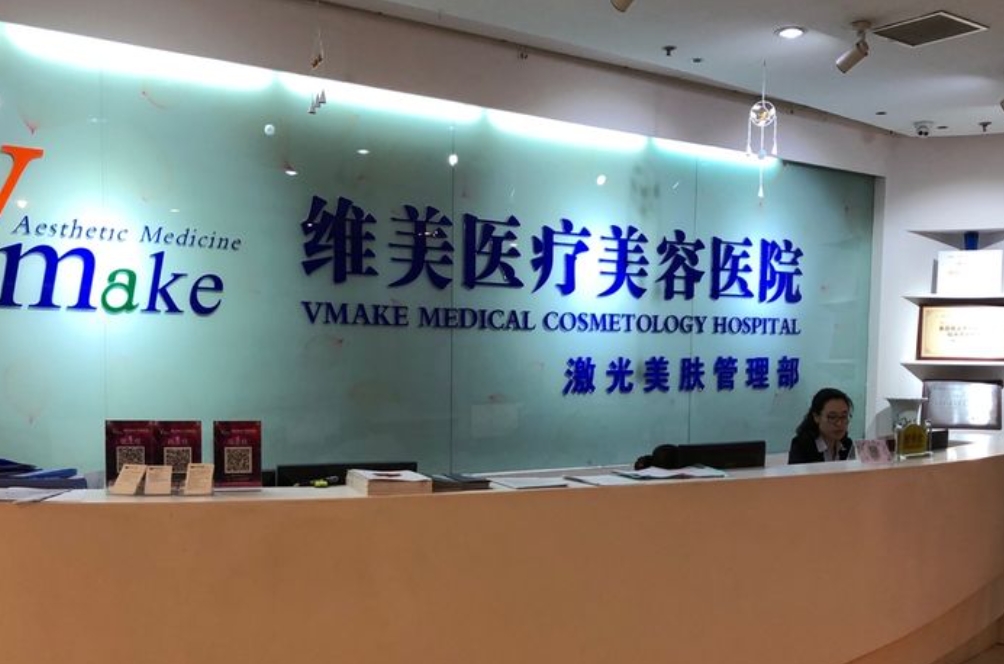 Aesthetic Medicine
Vmake
维美医疗美容医院
VMAKE MEDICAL COSMETOLOGY HOSPITAL
激光美肤管理部